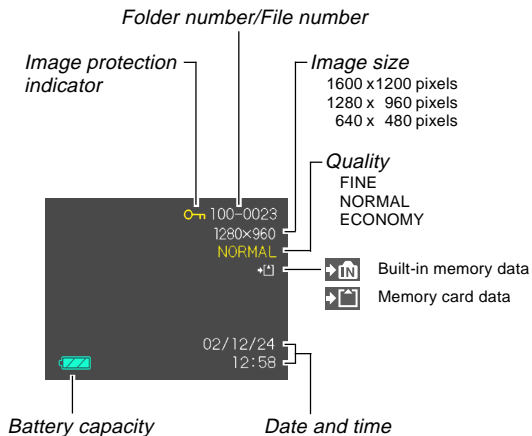 Folder number/File number
Image protection
indicator
Image size
1600 x1200 pixels
1280 x 960 pixels
640 x 480 pixels
Quality
FINE
NORMAL
ECONOMY
100-0023
1280×960
NORMAL
IN Built-in memory data
Memory card data
02/12/24
12:58
Battery capacity
Date and time